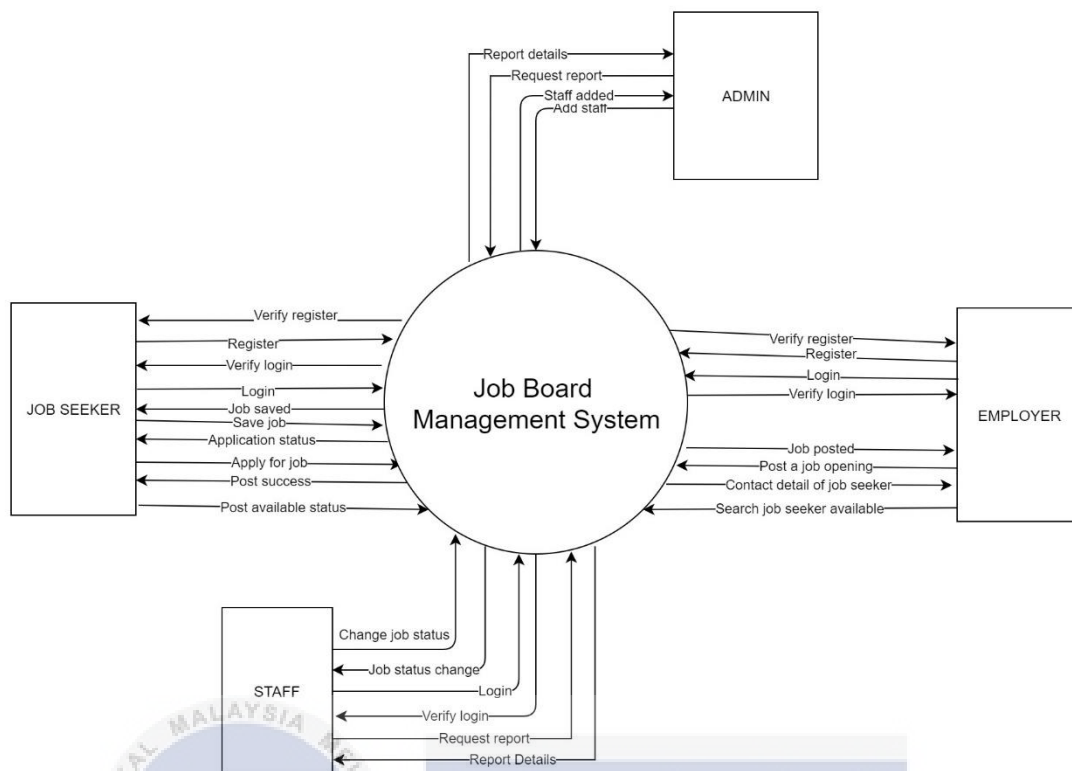 Report details
Request report
Staff added
Add staff
ADMIN
Verify register
Register
Verify login
Login
Job saved
Save job
Application status
Apply for job
Post success
Post available status
JOB SEEKER
Job Board
Management System
Verify register
Register
Login
Verify login
Job posted
Post a job opening
Contact detail of job seeker
Search job seeker available
EMPLOYER
Change job status
Job status change
Login
Verify login
Request report
Report Details
STAFF
MALAYSIA